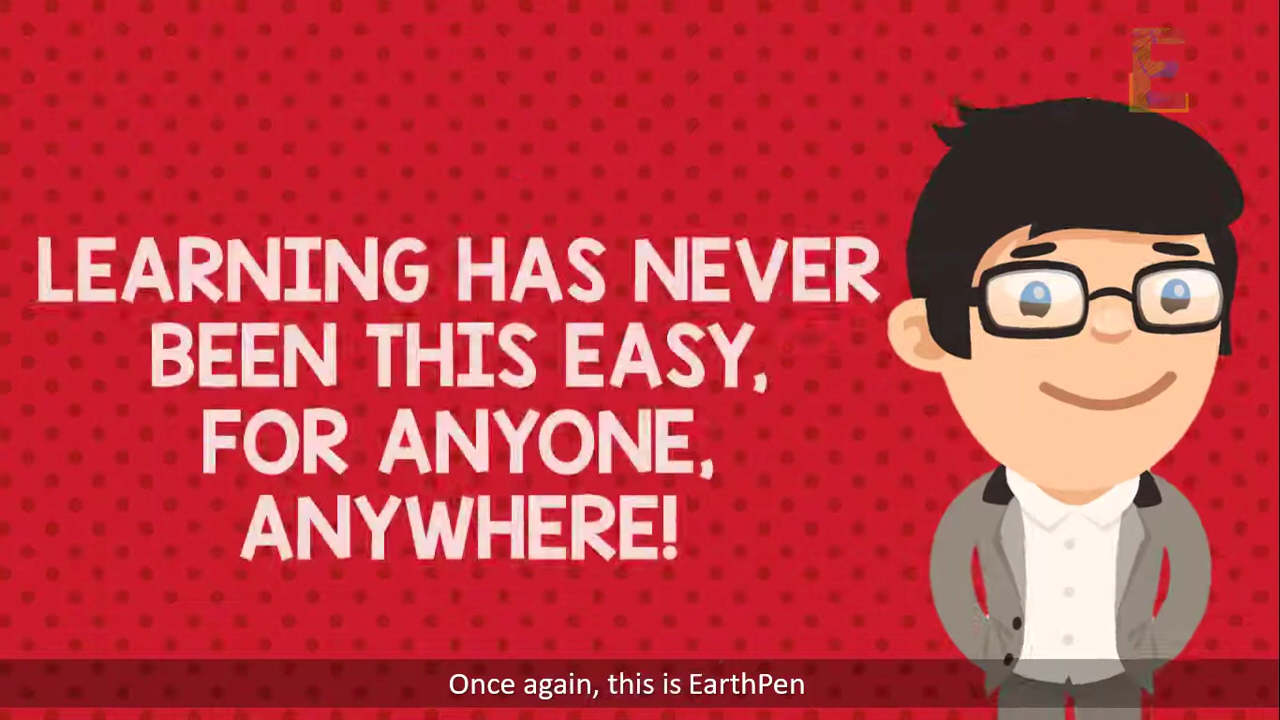 E
LEARNING HAS NEVER
BEEN THIS EASY,
FOR ANYONE,
ANYWHERE!
Once again, this is EarthPen